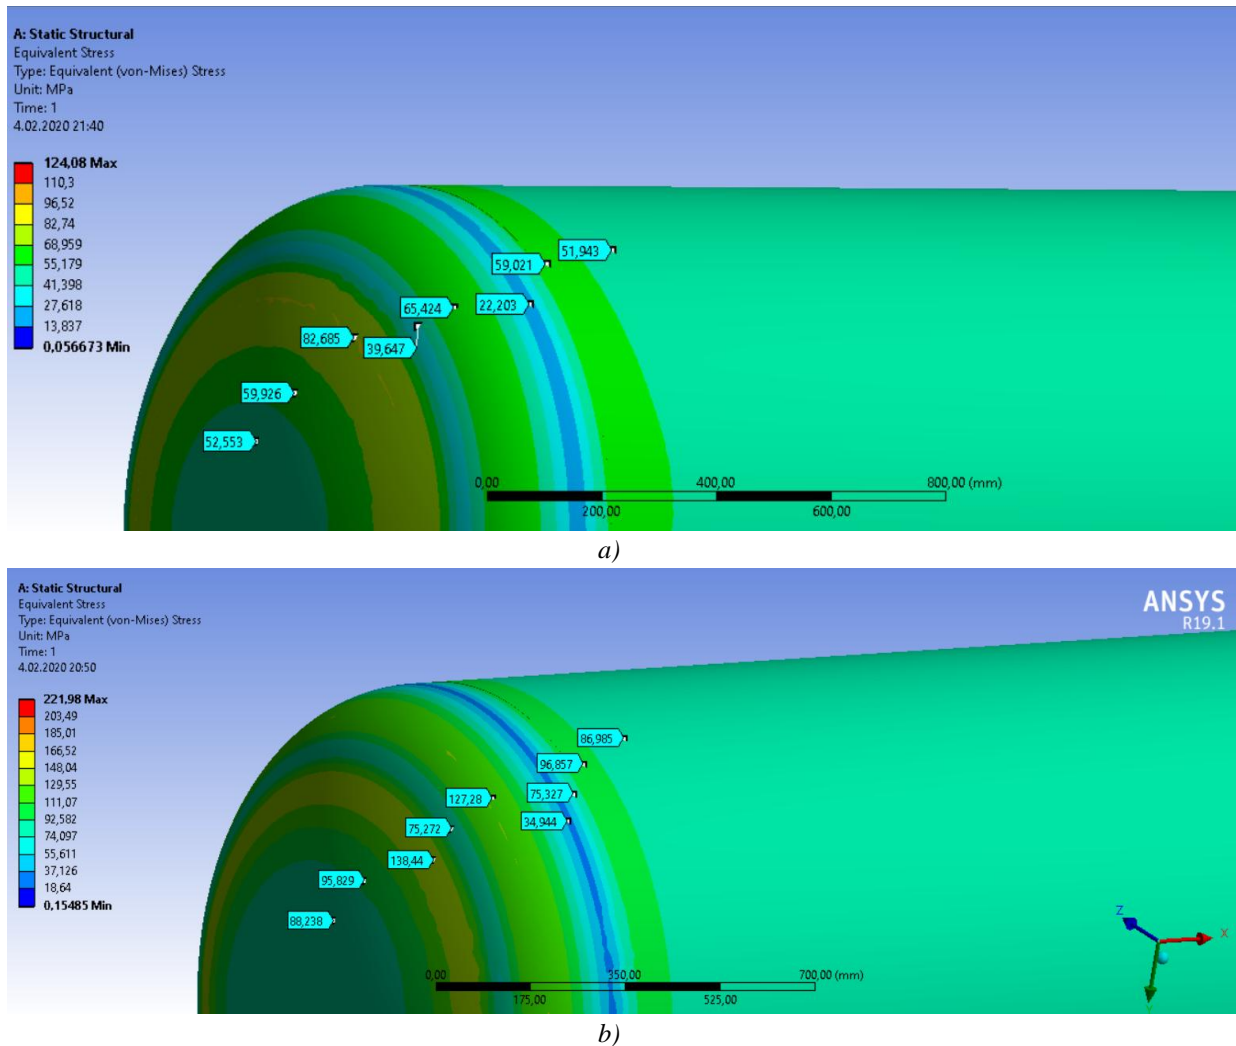 A: Static Structural
Equivalent Stress
Type: Equivalent (von-Mises) Stress
Unit: MPa
Time: 1
4.02.2020 21:40
124,08 Max
110,3
96,52
82,74
68,959
55,179
41,398
27,618
13,837
0,056673 Min
51,943
59,021
22,203
65,424
39,647
82,685
59,926
52,553
0,00
400,00
800,00 (mm)
200,00
600,00
a)
A: Static Structural
Equivalent Stress
Type: Equivalent (von-Mises) Stress
Unit: MPa
Time: 1
4.02.2020 20:50
ANSYS
R19.1
221,98 Max
203,49
185,01
166,52
148,04
129,55
111,07
92,582
74,097
55,611
37,126
18,64
0,15485 Min
86,985
96,857
75,327
127,28
34,944
75,272
138,44
95,829
88,238
Z
X
0,00
350,00
700,00 (mm)
175,00
525,00
b)